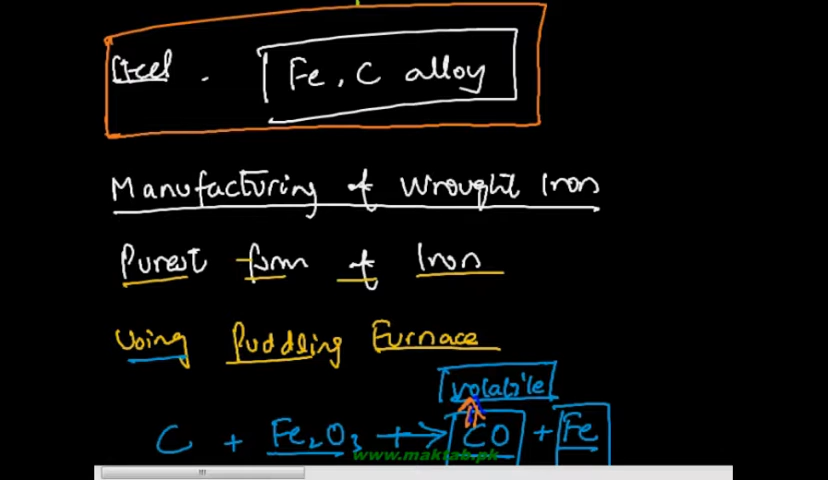 Steel . Fe, C alloy
Manufacturing of Wrought Iron
Purest form of Iron
Using Puddling Furnace
volatile
C + Fe₂O₃ → CO + Fe
www.maktab.pk